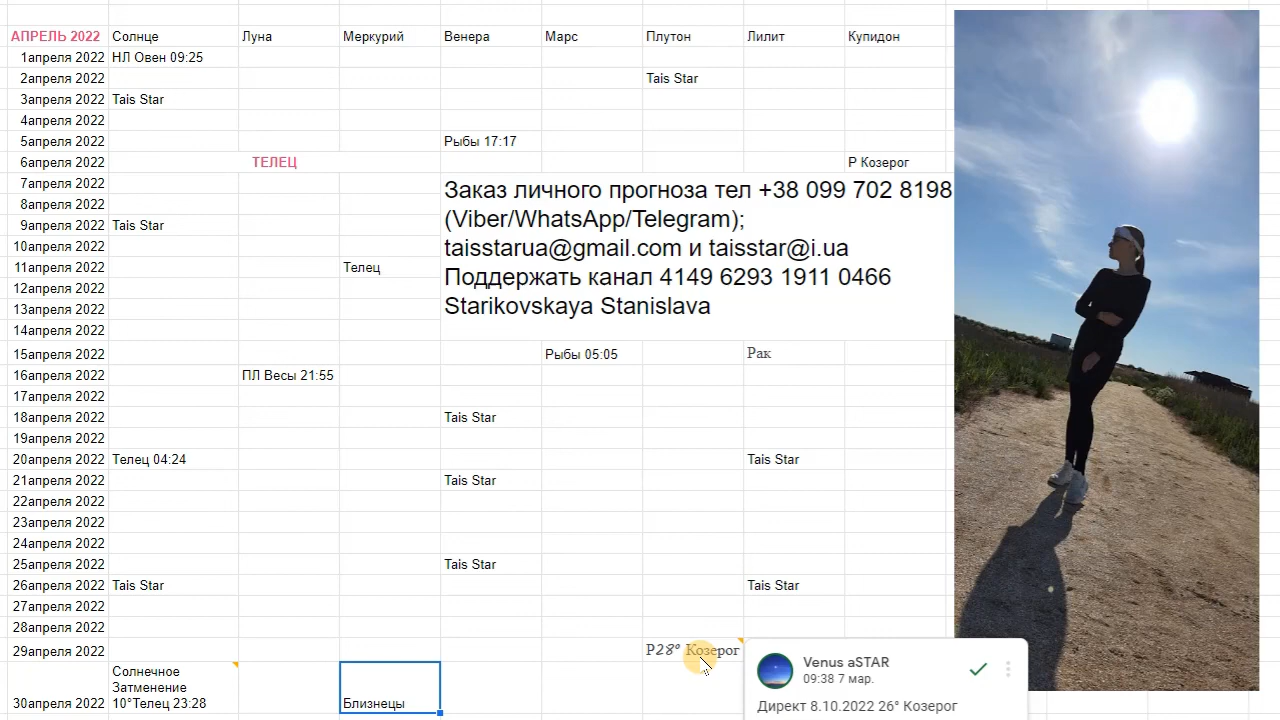 АПРЕЛЬ 2022 Солнце Луна Меркурий Венера Марс Плутон Лилит Купидон
1апреля 2022 НЛ Овен 09:25
2апреля 2022 Tais Star
3апреля 2022 Tais Star
4апреля 2022
5апреля 2022 Рыбы 17:17
6апреля 2022 ТЕЛЕЦ Р Козерог
7апреля 2022
8апреля 2022
9апреля 2022 Tais Star
10апреля 2022
11апреля 2022 Телец
12апреля 2022
13апреля 2022
14апреля 2022
Заказ личного прогноза тел +38 099 702 8198
(Viber/WhatsApp/Telegram);
taisstarua@gmail.com и taisstar@i.ua
Поддержать канал 4149 6293 1911 0466
Starikovskaya Stanislava
15апреля 2022 Рыбы 05:05 Рак
16апреля 2022 ПЛ Весы 21:55
17апреля 2022
18апреля 2022 Tais Star
19апреля 2022
20апреля 2022 Телец 04:24 Tais Star
21апреля 2022 Tais Star
22апреля 2022
23апреля 2022
24апреля 2022
25апреля 2022 Tais Star
26апреля 2022 Tais Star Tais Star
27апреля 2022
28апреля 2022
29апреля 2022 Р28° Козерог
Солнечное
Затменение
30апреля 2022 10°Телец 23:28 Близнецы
Venus aSTAR
09:38 7 мар.
Директ 8.10.2022 26° Козерог